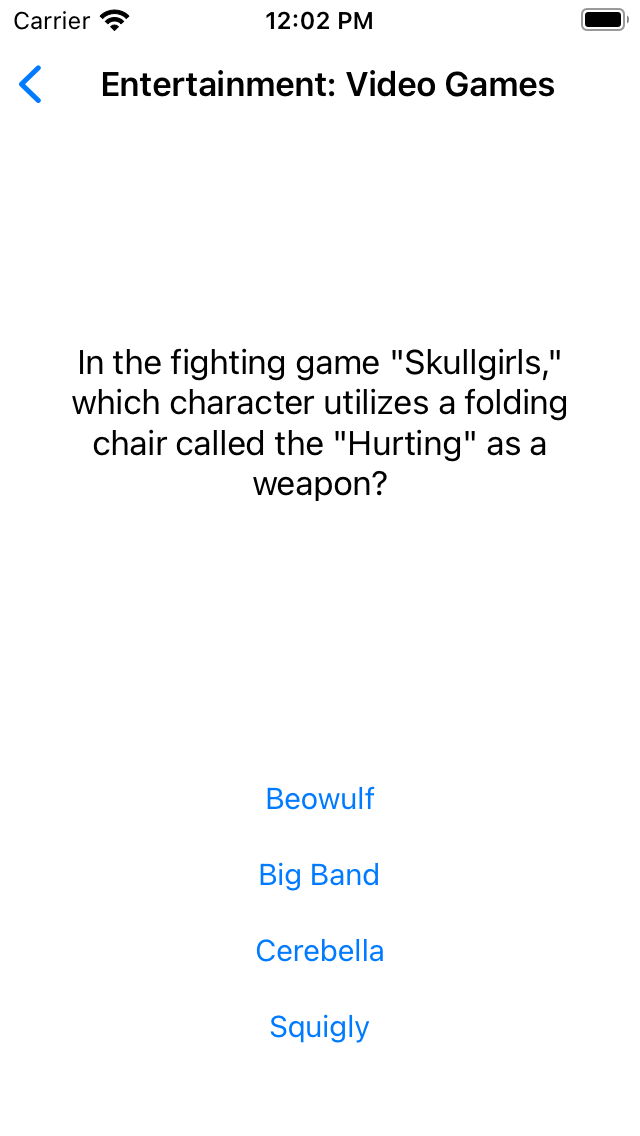 Carrier 12:02 PM
Entertainment: Video Games
In the fighting game "Skullgirls,"
which character utilizes a folding
chair called the "Hurting" as a
weapon?
Beowulf
Big Band
Cerebella
Squigly